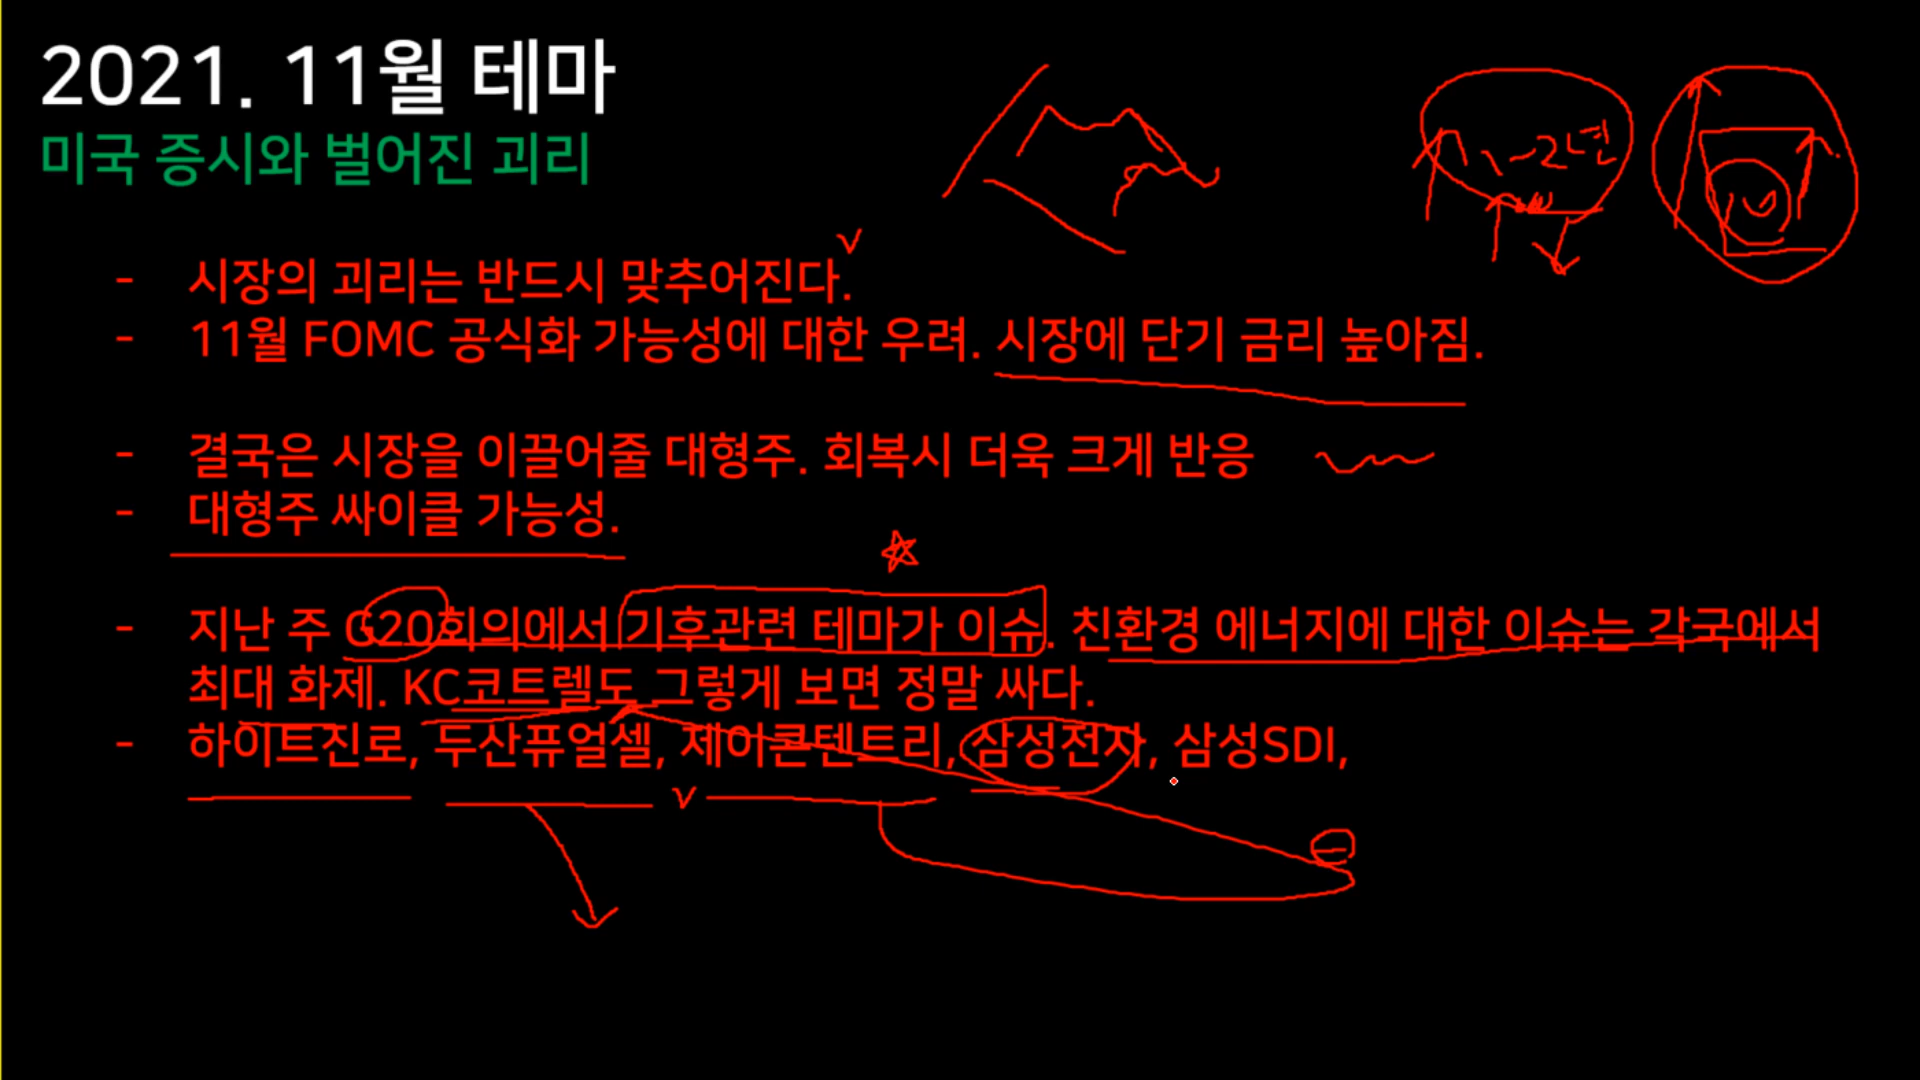 2021. 11월 테마
미국 증시와 벌어진 괴리
1-2년
- 시장의 괴리는 반드시 맞추어진다.
- 11월 FOMC 공식화 가능성에 대한 우려. 시장에 단기 금리 높아짐.
- 결국은 시장을 이끌어줄 대형주. 회복시 더욱 크게 반응
- 대형주 싸이클 가능성.
- 지난 주 G20회의에서 기후관련 테마가 이슈. 친환경 에너지에 대한 이슈는 각국에서
최대 화제. KC코트렐도 그렇게 보면 정말 싸다.
- 하이트진로, 두산퓨얼셀, 제이콘텐트리, 삼성전자, 삼성SDI,